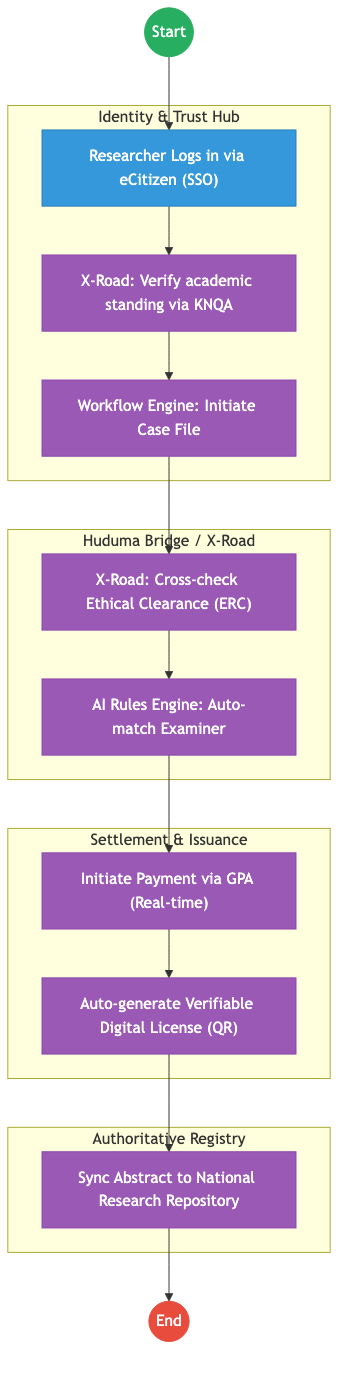 Start
Identity & Trust Hub
Researcher Logs in via
eCitizen (SSO)
X-Road: Verify academic
standing via KNQA
Workflow Engine: Initiate
Case File
Huduma Bridge / X-Road
X-Road: Cross-check
Ethical Clearance (ERC)
AI Rules Engine: Auto-
match Examiner
Settlement & Issuance
Initiate Payment via GPA
(Real-time)
Auto-generate Verifiable
Digital License (QR)
Authoritative Registry
Sync Abstract to National
Research Repository
End